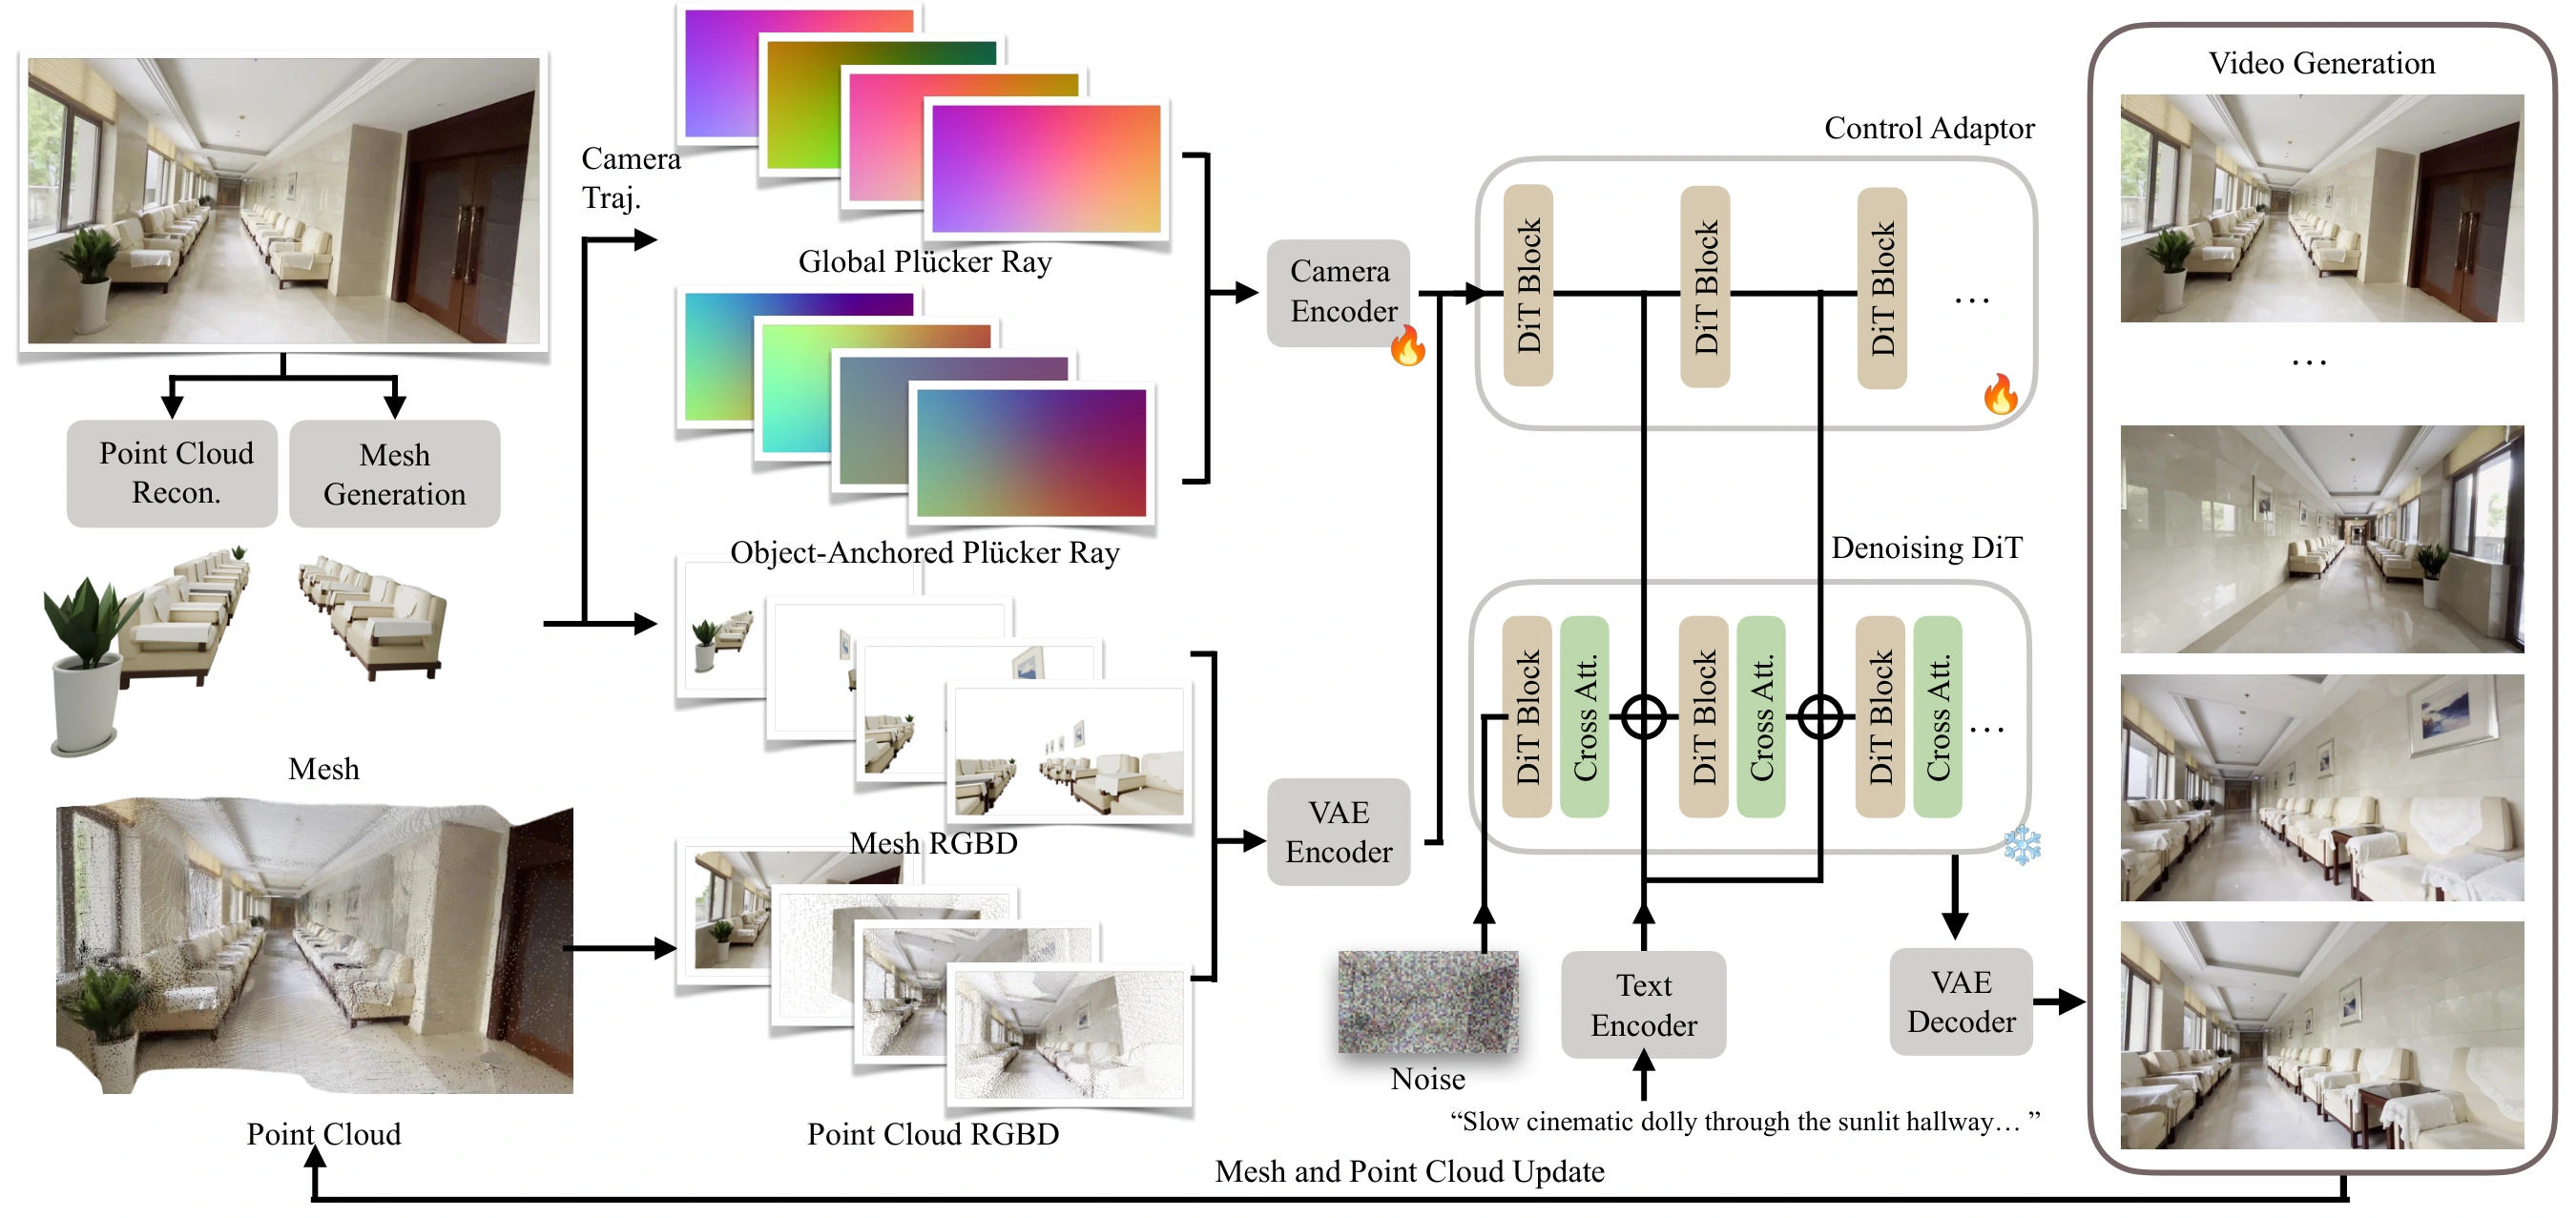 Camera
Traj.
Global Plücker Ray
Object-Anchored Plücker Ray
Point Cloud
Recon.
Mesh
Generation
Mesh
Point Cloud
Mesh RGBD
Point Cloud RGBD
Camera
Encoder
VAE
Encoder
Control Adaptor
DiT Block
DiT Block
DiT Block
...
Denoising DiT
DiT Block
Cross Att.
DiT Block
Cross Att.
DiT Block
Cross Att.
...
Noise
Text
Encoder
“Slow cinematic dolly through the sunlit hallway… ”
VAE
Decoder
Video Generation
...
Mesh and Point Cloud Update